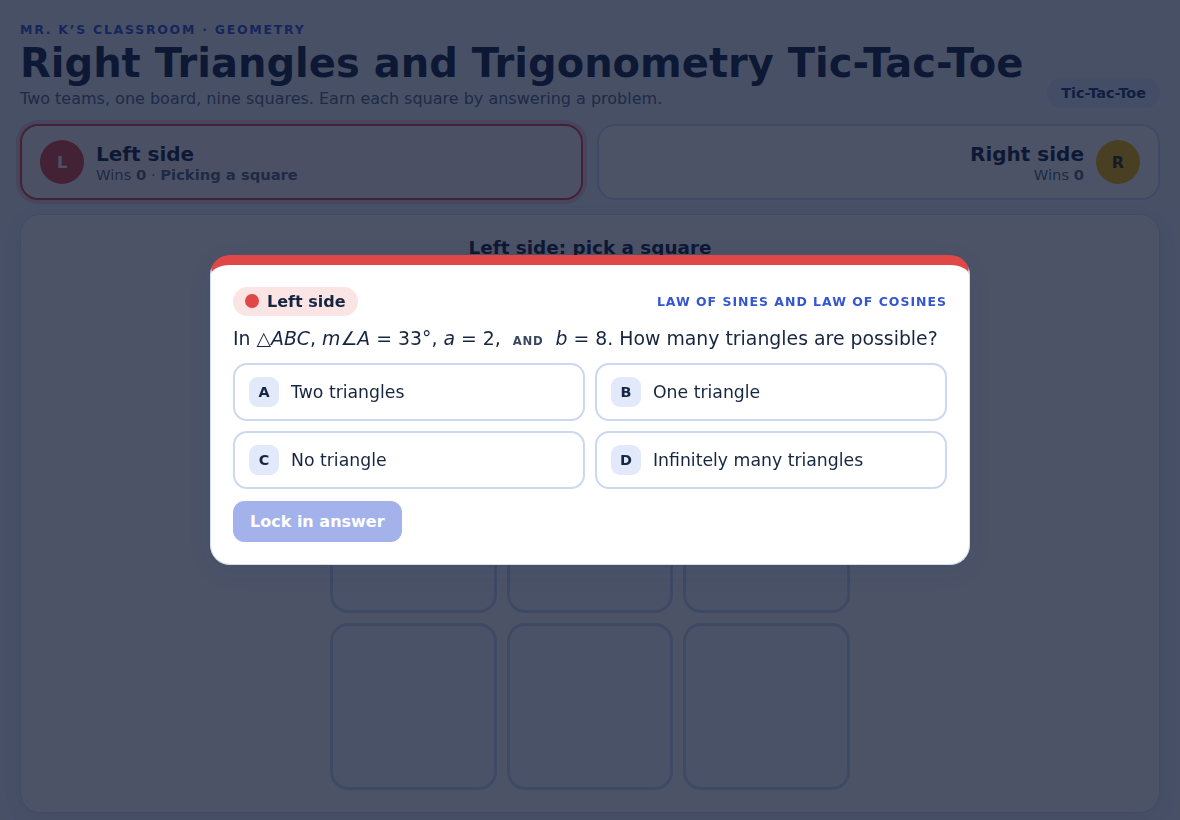 MR. K’S CLASSROOM · GEOMETRY
Right Triangles and Trigonometry Tic-Tac-Toe
Two teams, one board, nine squares. Earn each square by answering a problem.
Tic-Tac-Toe
L
Left side
Wins 0 · Picking a square
Right side
Wins 0
R
Left side: pick a square
Left side
LAW OF SINES AND LAW OF COSINES
In △ABC, m∠A = 33°, a = 2, AND b = 8. How many triangles are possible?
A Two triangles
B One triangle
C No triangle
D Infinitely many triangles
Lock in answer